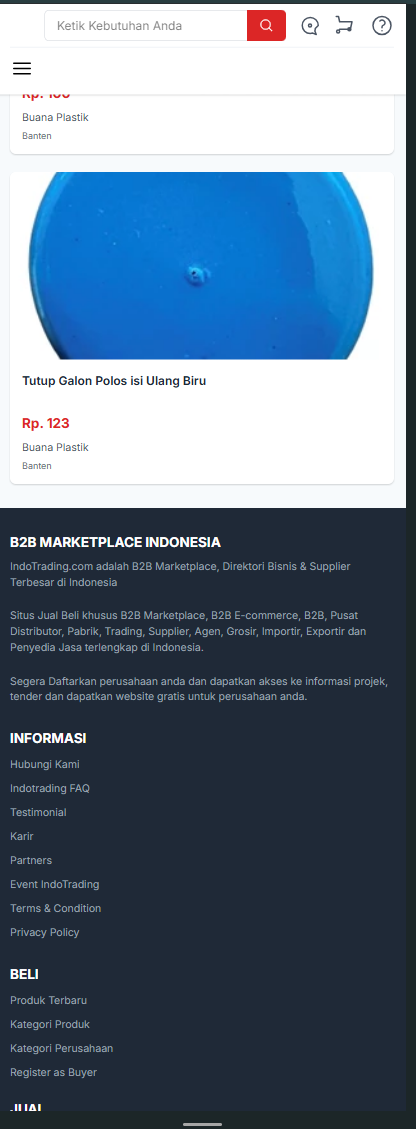 Ketik Kebutuhan Anda
Buana Plastik
Banten
Tutup Galon Polos isi Ulang Biru
Rp. 123
Buana Plastik
Banten
B2B MARKETPLACE INDONESIA
IndoTrading.com adalah B2B Marketplace, Direktori Bisnis & Supplier
Terbesar di Indonesia
Situs Jual Beli khusus B2B Marketplace, B2B E-commerce, B2B, Pusat
Distributor, Pabrik, Trading, Supplier, Agen, Grosir, Importir, Exportir dan
Penyedia Jasa terlengkap di Indonesia.
Segera Daftarkan perusahaan anda dan dapatkan akses ke informasi projek,
tender dan dapatkan website gratis untuk perusahaan anda.
INFORMASI
Hubungi Kami
Indotrading FAQ
Testimonial
Karir
Partners
Event IndoTrading
Terms & Condition
Privacy Policy
BELI
Produk Terbaru
Kategori Produk
Kategori Perusahaan
Register as Buyer
JUAL